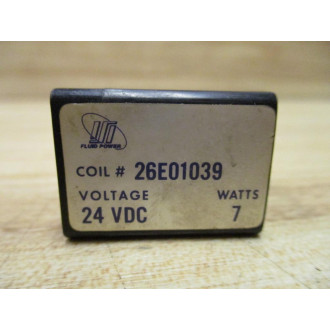 FLUID POWER
COIL # 26E01039
VOLTAGE WATTS
24 VDC 7